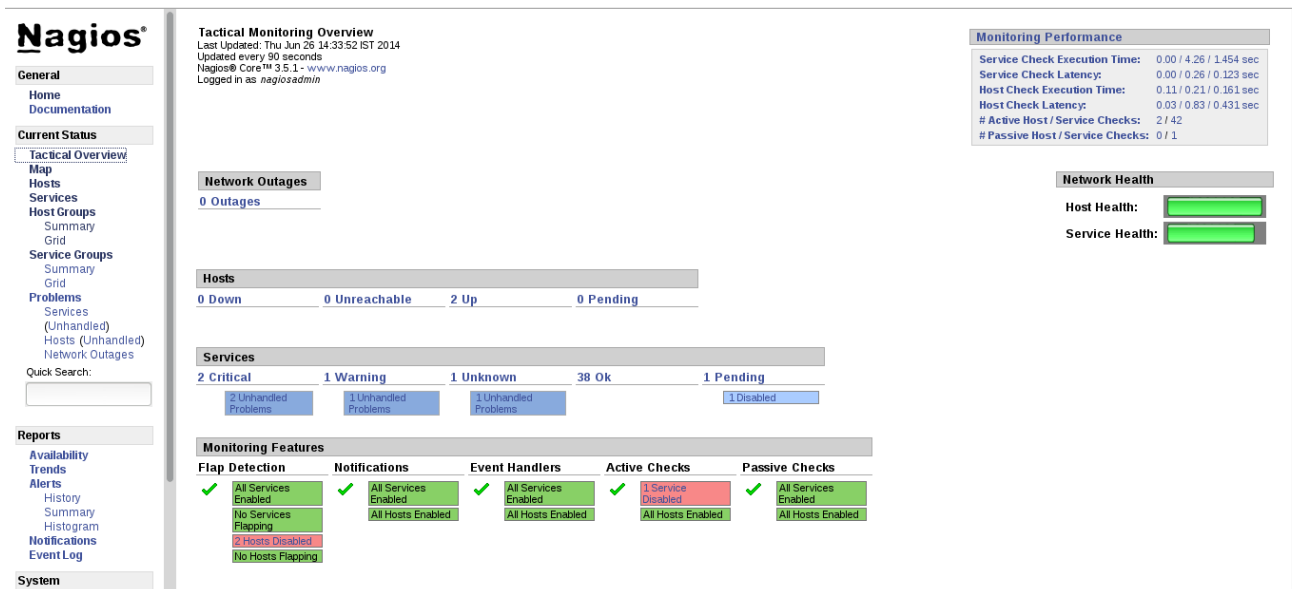 Nagios®
General
Home
Documentation
Current Status
Tactical Overview
Map
Hosts
Services
Host Groups
Summary
Grid
Service Groups
Summary
Grid
Problems
Services
(Unhandled)
Hosts (Unhandled)
Network Outages
Quick Search:
Reports
Availability
Trends
Alerts
History
Summary
Histogram
Notifications
Event Log
System
Tactical Monitoring Overview
Last Updated: Thu Jun 26 14:33:52 IST 2014
Updated every 90 seconds
Nagios® Core™ 3.5.1 - www.nagios.org
Logged in as nagiosadmin
Monitoring Performance
Service Check Execution Time: 0.00 / 4.26 / 1.454 sec
Service Check Latency: 0.00 / 0.26 / 0.123 sec
Host Check Execution Time: 0.11 / 0.21 / 0.161 sec
Host Check Latency: 0.03 / 0.83 / 0.431 sec
# Active Host / Service Checks: 2 / 42
# Passive Host / Service Checks: 0 / 1
Network Outages
0 Outages
Network Health
Host Health:
Service Health:
Hosts
0 Down 0 Unreachable 2 Up 0 Pending
Services
2 Critical 1 Warning 1 Unknown 38 Ok 1 Pending
2 Unhandled Problems
1 Unhandled Problems
1 Unhandled Problems
1 Disabled
Monitoring Features
Flap Detection Notifications Event Handlers Active Checks Passive Checks
All Services Enabled
No Services Flapping
2 Hosts Disabled
No Hosts Flapping
All Services Enabled
All Hosts Enabled
All Services Enabled
All Hosts Enabled
1 Service Disabled
All Hosts Enabled
All Services Enabled
All Hosts Enabled